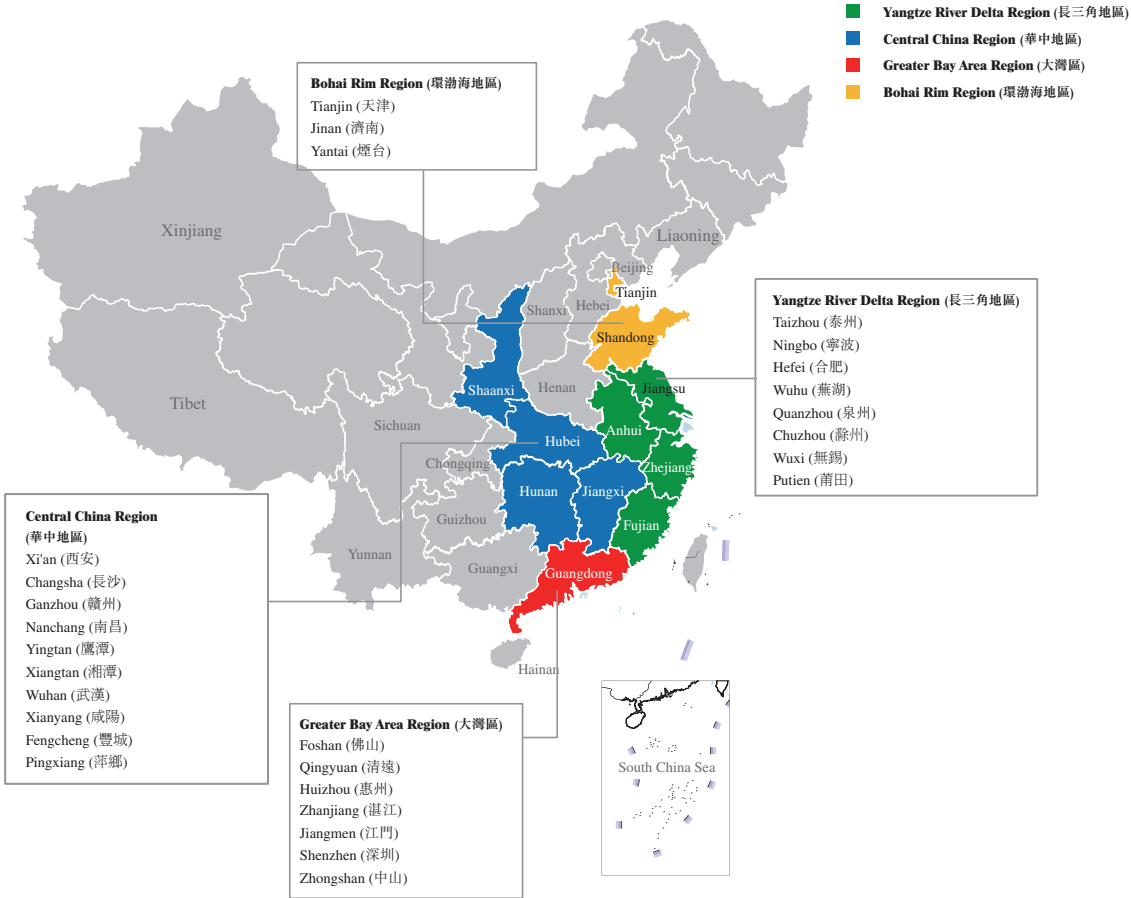 Yangtze River Delta Region (長三角地區)
Central China Region (華中地區)
Greater Bay Area Region (大灣區)
Bohai Rim Region (環渤海地區)
Bohai Rim Region (環渤海地區)
Tianjin (天津)
Jinan (濟南)
Yantai (煙台)
Xinjiang
Liaoning
Beijing
Tianjin
Shanxi
Hebei
Shandong
Yangtze River Delta Region (長三角地區)
Taizhou (泰州)
Ningbo (寧波)
Hefei (合肥)
Wuhu (蕪湖)
Quanzhou (泉州)
Chuzhou (滁州)
Wuxi (無錫)
Putien (莆田)
Shaanxi
Henan
Jiangsu
Tibet
Sichuan
Anhui
Hubei
Chongqing
Zhejiang
Hunan
Jiangxi
Guizhou
Fujian
Yunnan
Guangxi
Guangdong
Hainan
Central China Region
(華中地區)
Xi'an (西安)
Changsha (長沙)
Ganzhou (贛州)
Nanchang (南昌)
Yingtan (鷹潭)
Xiangtan (湘潭)
Wuhan (武漢)
Xianyang (咸陽)
Fengcheng (豐城)
Pingxiang (萍鄉)
Greater Bay Area Region (大灣區)
Foshan (佛山)
Qingyuan (清遠)
Huizhou (惠州)
Zhanjiang (湛江)
Jiangmen (江門)
Shenzhen (深圳)
Zhongshan (中山)
South China Sea